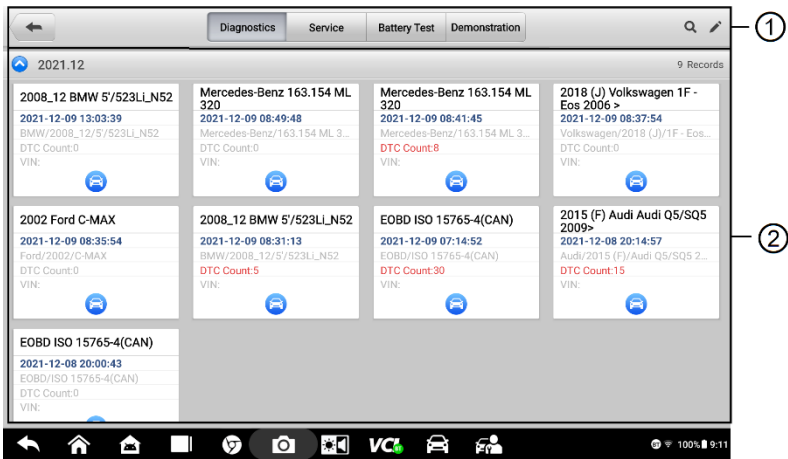 Diagnostics Service Battery Test Demonstration
①
2021.12 9 Records
2008_12 BMW 5'/523Li_N52
2021-12-09 13:03:39
BMW/2008_12/5'/523Li_N52
DTC Count:0
VIN:
Mercedes-Benz 163.154 ML
320
2021-12-09 08:49:48
Mercedes-Benz/163.154 ML 3...
DTC Count:0
VIN:
Mercedes-Benz 163.154 ML
320
2021-12-09 08:41:45
Mercedes-Benz/163.154 ML 3...
DTC Count:8
VIN:
2018 (J) Volkswagen 1F -
Eos 2006 >
2021-12-09 08:37:54
Volkswagen/2018 (J)/1F - Eos...
DTC Count:0
VIN:
2002 Ford C-MAX
2021-12-09 08:35:54
Ford/2002/C-MAX
DTC Count:0
VIN:
2008_12 BMW 5'/523Li_N52
2021-12-09 08:31:13
BMW/2008_12/5'/523Li_N52
DTC Count:5
VIN:
EOBD ISO 15765-4(CAN)
2021-12-09 07:14:52
EOBD/ISO 15765-4(CAN)
DTC Count:30
VIN:
2015 (F) Audi Audi Q5/SQ5
2009>
2021-12-08 20:14:57
Audi/2015 (F)/Audi Q5/SQ5 2...
DTC Count:15
VIN:
②
EOBD ISO 15765-4(CAN)
2021-12-08 20:00:43
EOBD/ISO 15765-4(CAN)
DTC Count:0
VIN:
VCI 100% 9:11